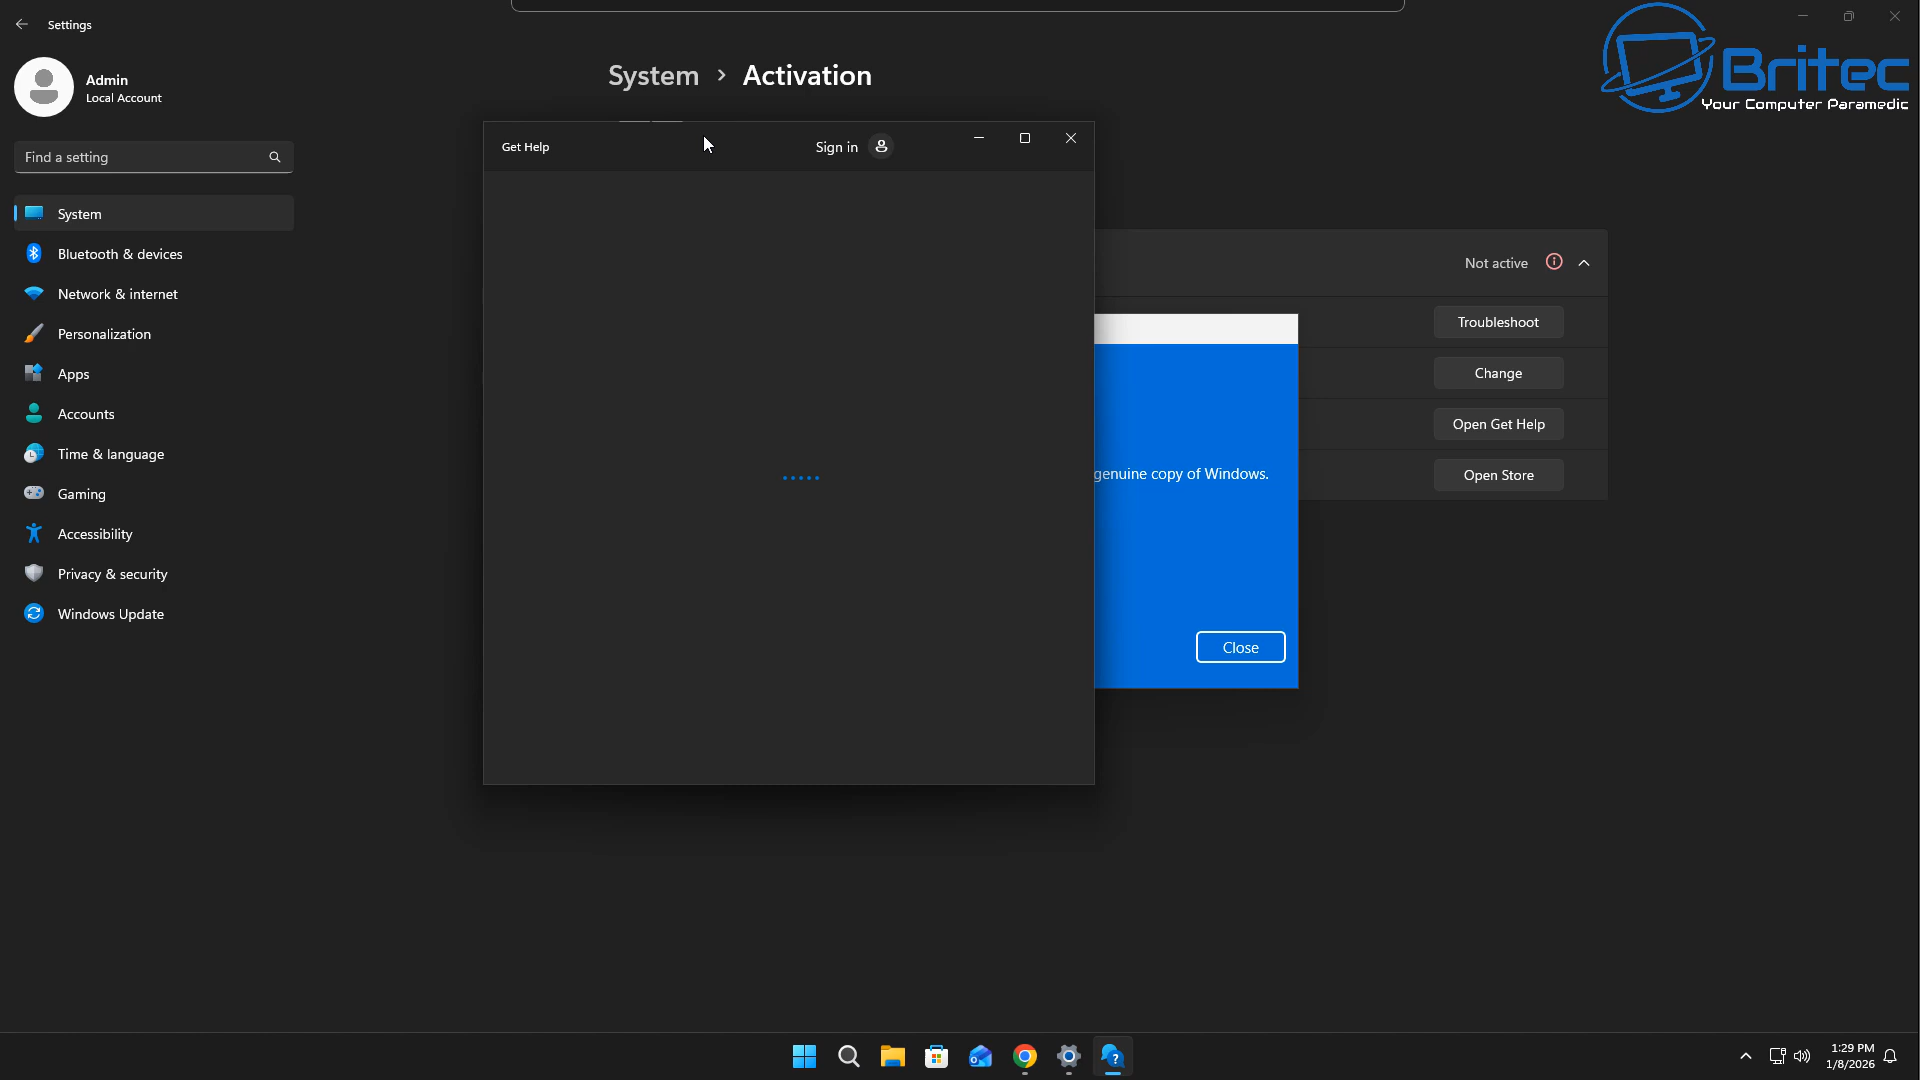 Settings
Admin
Local Account
Find a setting
System
Bluetooth & devices
Network & internet
Personalization
Apps
Accounts
Time & language
Gaming
Accessibility
Privacy & security
Windows Update
System > Activation
Britec
Your Computer Paramedic
Get Help
Sign in
Not active
Troubleshoot
Change
Open Get Help
Open Store
genuine copy of Windows.
Close
1:29 PM
1/8/2026